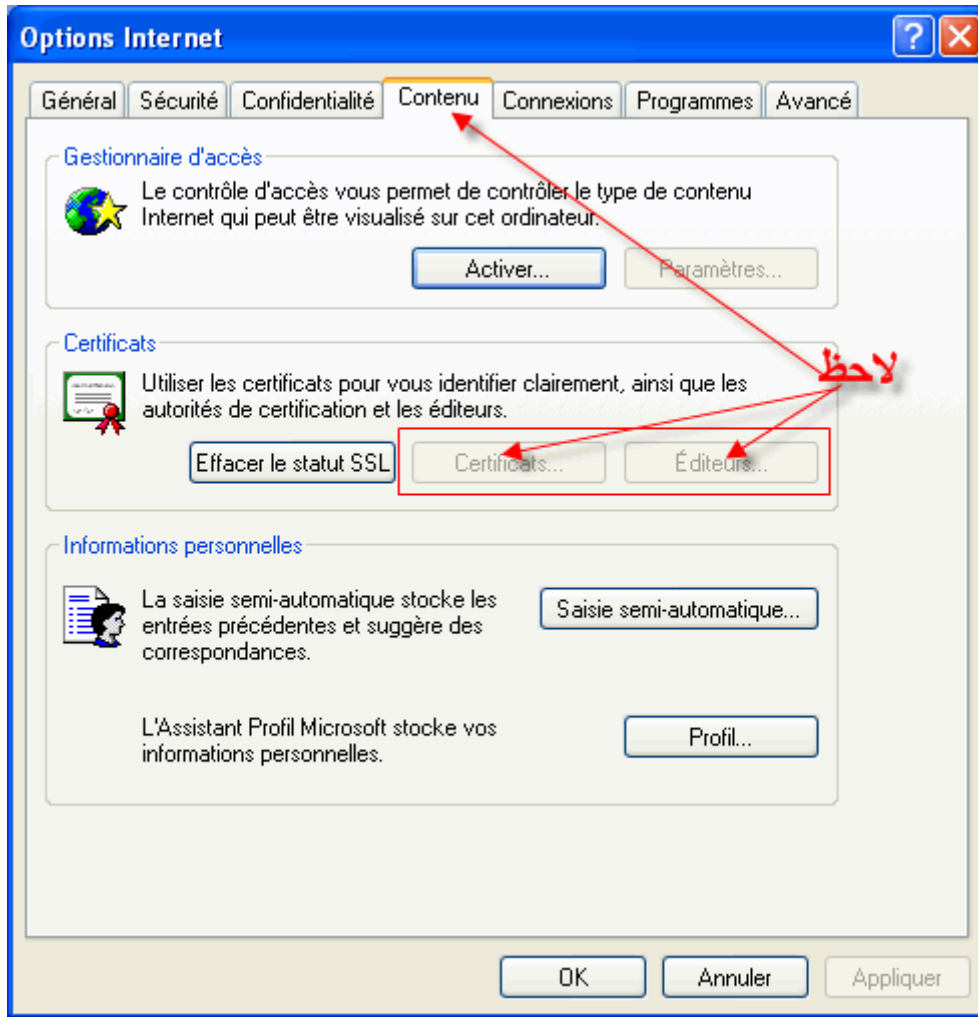 Options Internet
Général Sécurité Confidentialité Contenu Connexions Programmes Avancé
Gestionnaire d'accès
Le contrôle d'accès vous permet de contrôler le type de contenu
Internet qui peut être visualisé sur cet ordinateur.
Activer... Paramètres...
Certificats
لاحظ
Utiliser les certificats pour vous identifier clairement, ainsi que les
autorités de certification et les éditeurs.
Effacer le statut SSL Certificats... Éditeurs...
Informations personnelles
La saisie semi-automatique stocke les
entrées précédentes et suggère des
correspondances.
Saisie semi-automatique...
L'Assistant Profil Microsoft stocke vos
informations personnelles.
Profil...
OK Annuler Appliquer